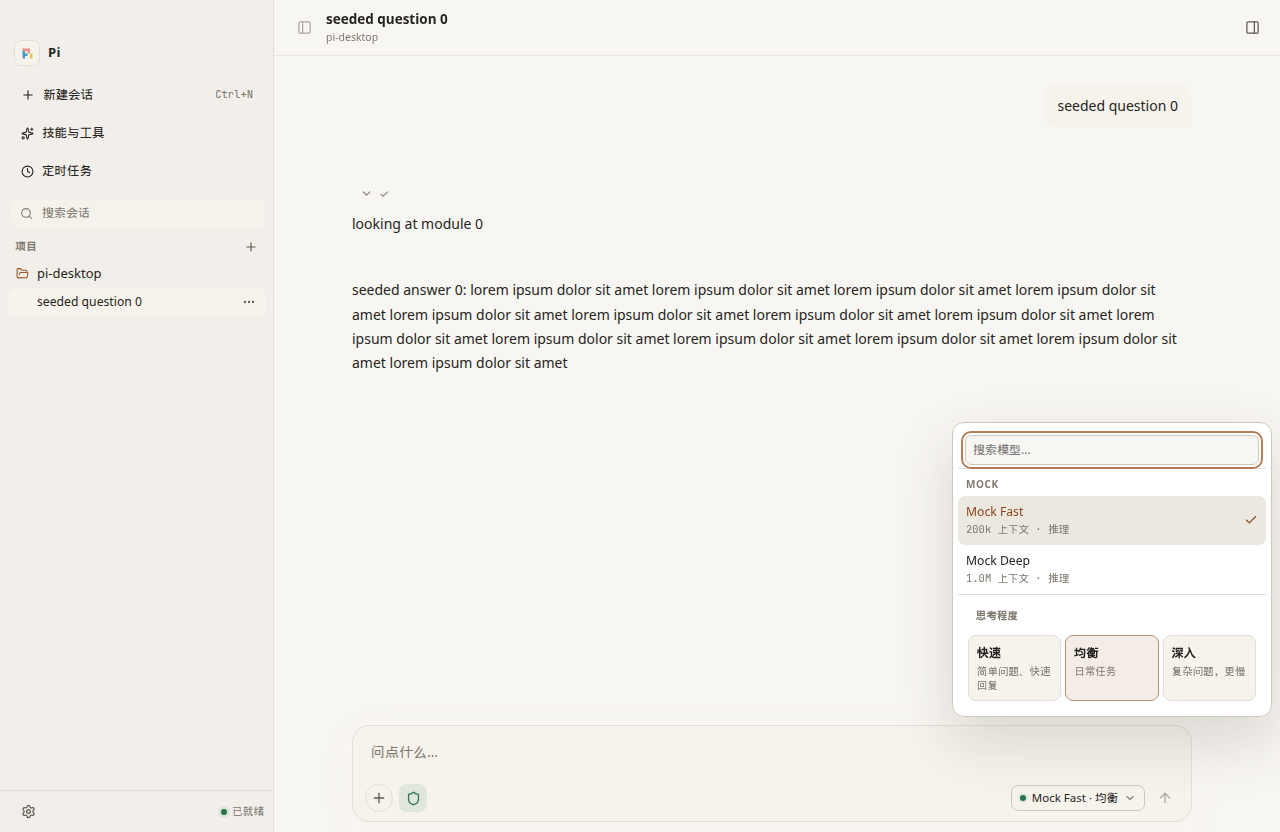 Pi
新建会话 Ctrl+N
技能与工具
定时任务
搜索会话
项目
pi-desktop
seeded question 0
已就绪
seeded question 0
pi-desktop
seeded question 0
looking at module 0
seeded answer 0: lorem ipsum dolor sit amet lorem ipsum dolor sit amet lorem ipsum dolor sit amet lorem ipsum dolor sit
amet lorem ipsum dolor sit amet lorem ipsum dolor sit amet lorem ipsum dolor sit amet lorem ipsum dolor sit amet lorem
ipsum dolor sit amet lorem ipsum dolor sit amet lorem ipsum dolor sit amet lorem ipsum dolor sit amet lorem ipsum dolor sit
amet lorem ipsum dolor sit amet
搜索模型...
MOCK
Mock Fast
200k 上下文 · 推理
Mock Deep
1.0M 上下文 · 推理
思考程度
快速
简单问题、快速
回复
均衡
日常任务
深入
复杂问题，更慢
问点什么...
Mock Fast · 均衡